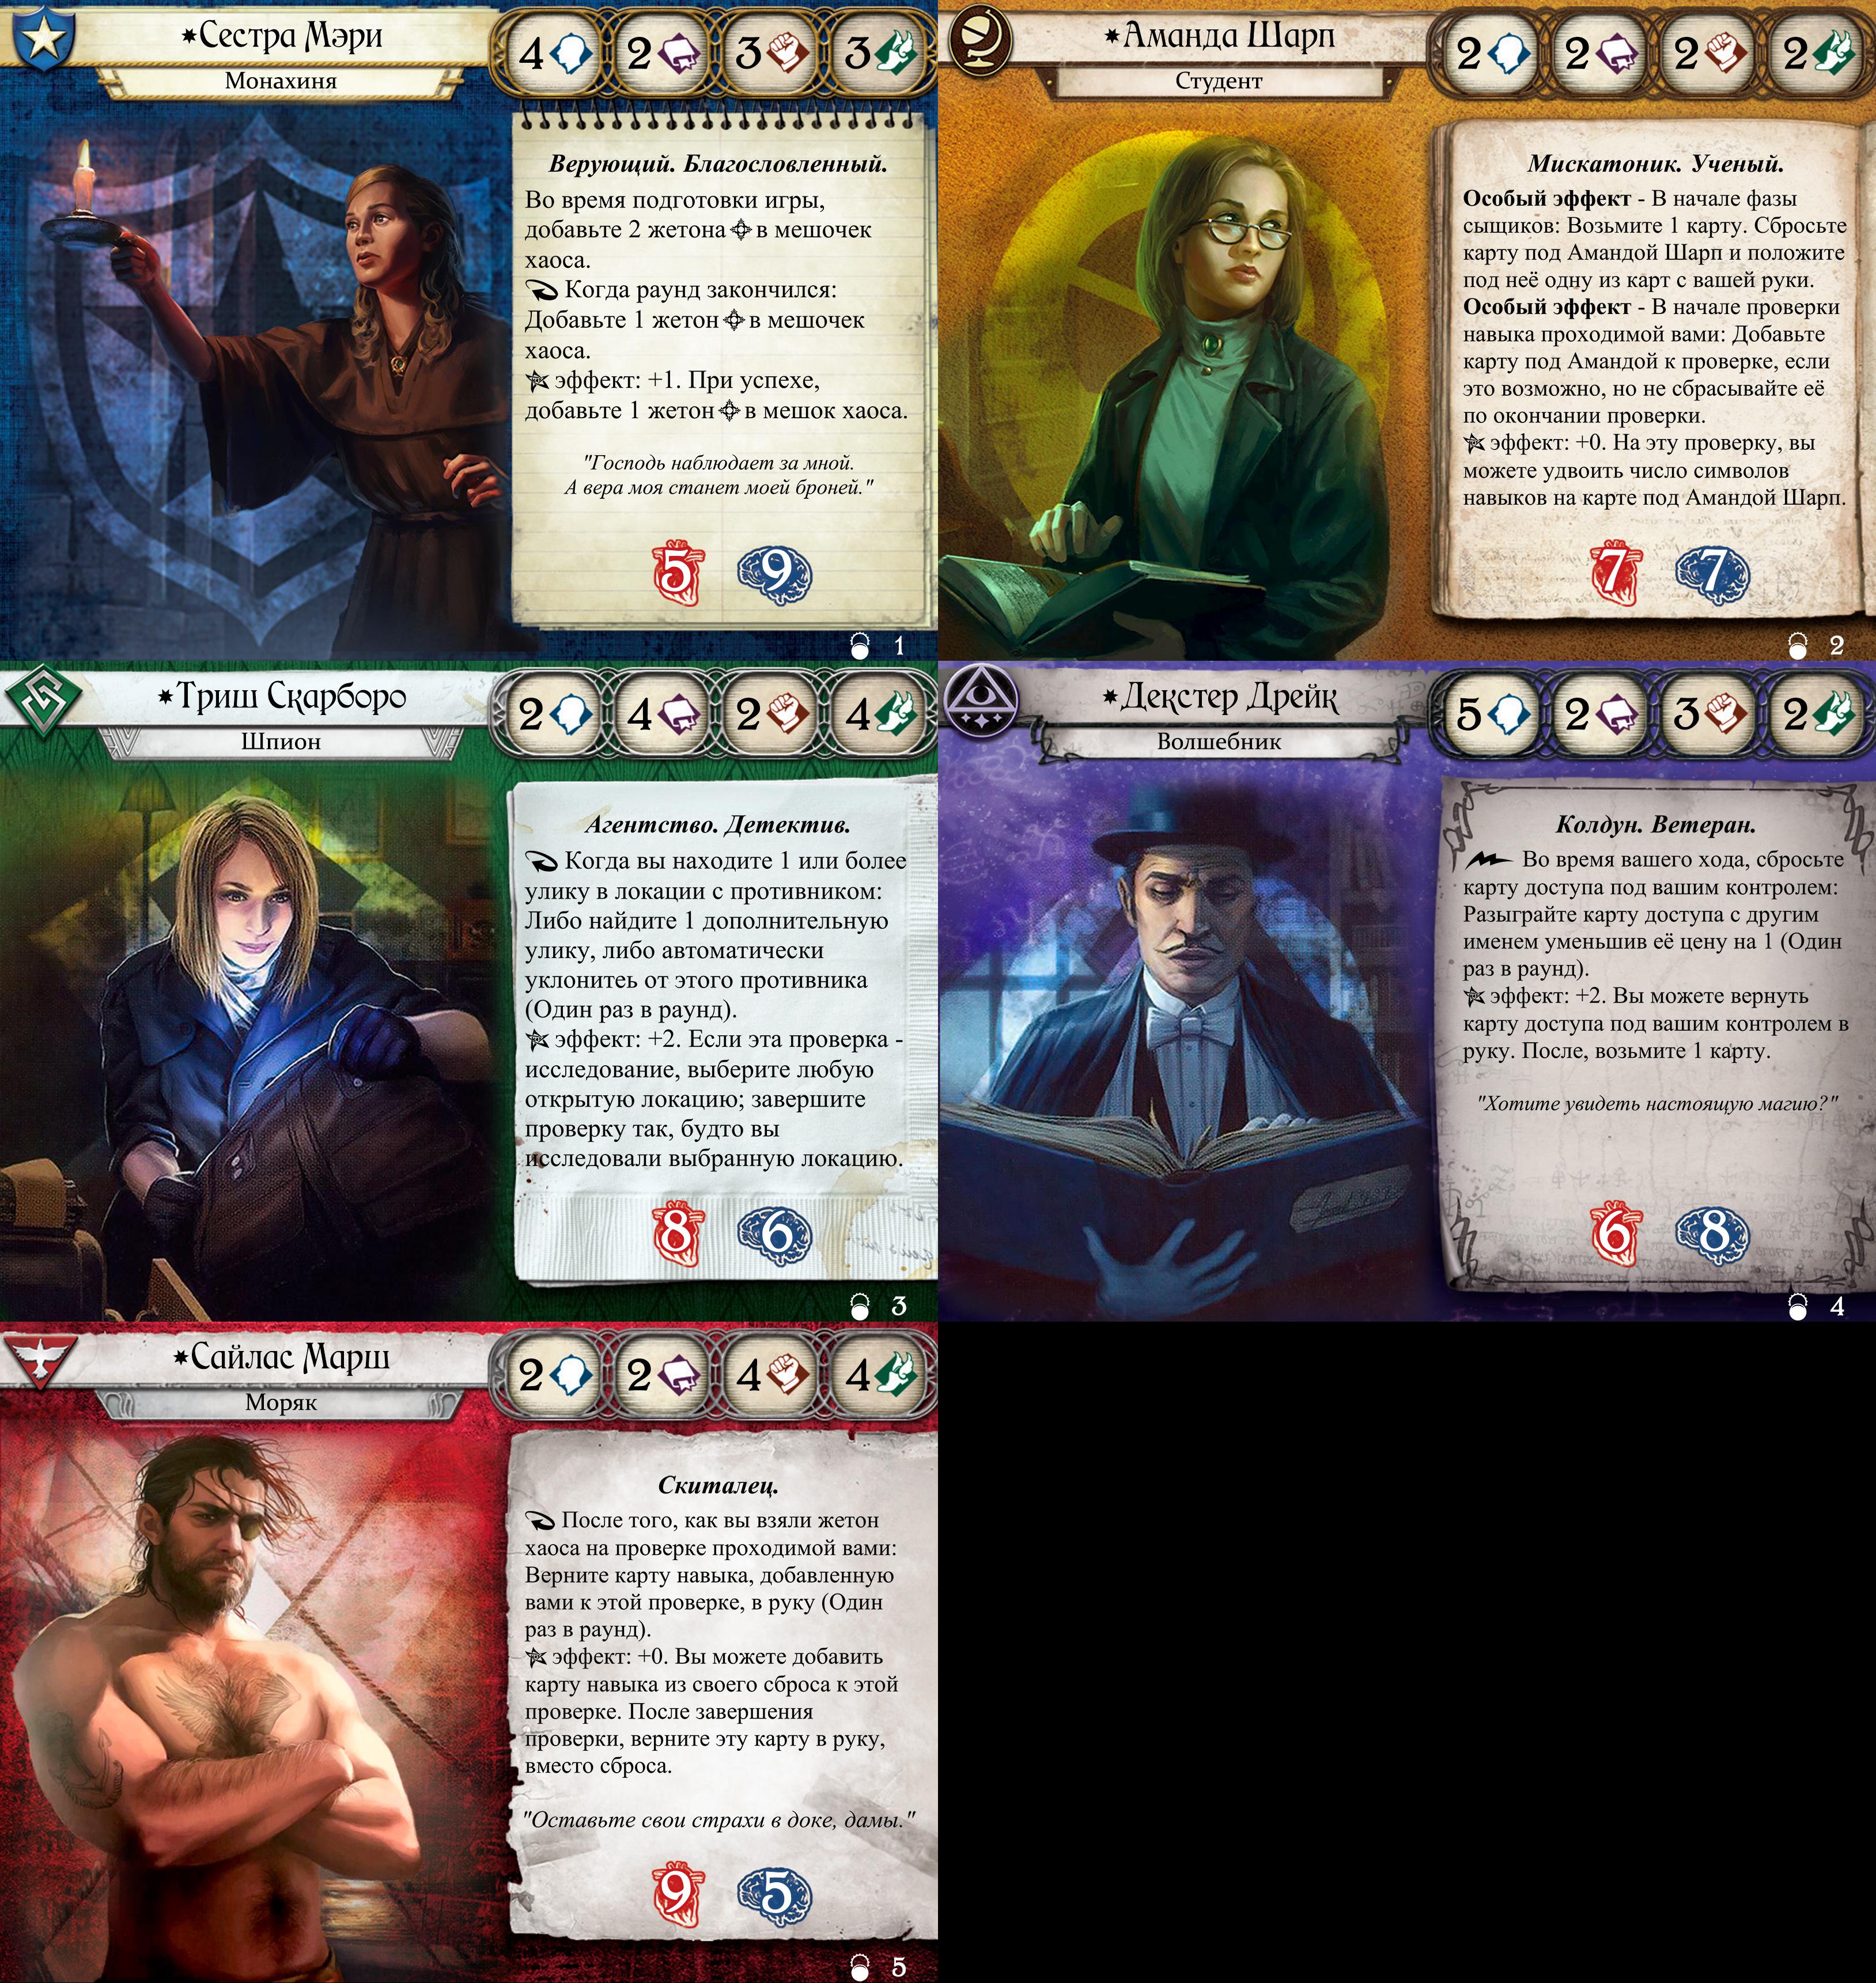 Сестра Мэри
Монахиня
4 2 3 3
Верующий. Благословленный.
Во время подготовки игры,
добавьте 2 жетона в мешочек
хаоса.
Когда раунд закончился:
Добавьте 1 жетон в мешочек
хаоса.
эффект: +1. При успехе,
добавьте 1 жетон в мешок хаоса.
"Господь наблюдает за мной.
А вера моя станет моей броней."
5 9
1
Аманда Шарп
Студент
2 2 2 2
Мискатоник. Ученый.
Особый эффект - В начале фазы
сыщиков: Возьмите 1 карту. Сбросьте
карту под Амандой Шарп и положите
под неё одну из карт с вашей руки.
Особый эффект - В начале проверки
навыка проходимой вами: Добавьте
карту под Амандой к проверке, если
это возможно, но не сбрасывайте её
по окончании проверки.
эффект: +0. На эту проверку, вы
можете удвоить число символов
навыков на карте под Амандой Шарп.
7 7
2
Триш Скарборо
Шпион
2 4 2 4
Агентство. Детектив.
Когда вы находите 1 или более
улику в локации с противником:
Либо найдите 1 дополнительную
улику, либо автоматически
уклонитеь от этого противника
(Один раз в раунд).
эффект: +2. Если эта проверка -
исследование, выберите любую
открытую локацию; завершите
проверку так, будто вы
исследовали выбранную локацию.
8 6
3
Декстер Дрейк
Волшебник
5 2 3 2
Колдун. Ветеран.
Во время вашего хода, сбросьте
карту доступа под вашим контролем:
Разыграйте карту доступа с другим
именем уменьшив её цену на 1 (Один
раз в раунд).
эффект: +2. Вы можете вернуть
карту доступа под вашим контролем в
руку. После, возьмите 1 карту.
"Хотите увидеть настоящую магию?"
6 8
4
Сайлас Марш
Моряк
2 2 4 4
Скиталец.
После того, как вы взяли жетон
хаоса на проверке проходимой вами:
Верните карту навыка, добавленную
вами к этой проверке, в руку (Один
раз в раунд).
эффект: +0. Вы можете добавить
карту навыка из своего сброса к этой
проверке. После завершения
проверки, верните эту карту в руку,
вместо сброса.
"Оставьте свои страхи в доке, дамы."
9 5
5